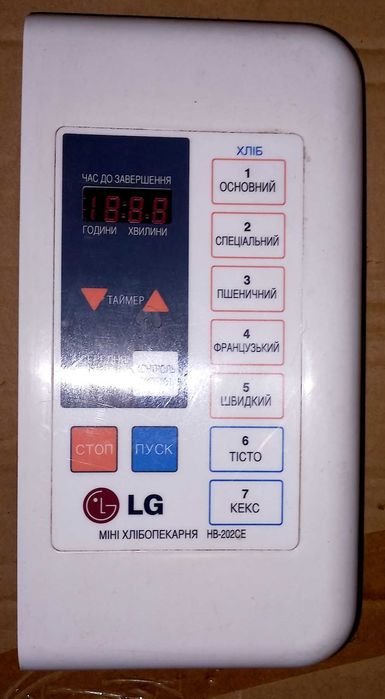 ХЛІБ
ЧАС ДО ЗАВЕРШЕННЯ
18:88
ГОДИНИ ХВИЛИНИ
ТАЙМЕР
КОНТРОЛЬ
СТОП
ПУСК
1
ОСНОВНИЙ
2
СПЕЦІАЛЬНИЙ
3
ПШЕНИЧНИЙ
4
ФРАНЦУЗЬКИЙ
5
ШВИДКИЙ
6
ТІСТО
7
КЕКС
LG
МІНІ ХЛІБОПЕКАРНЯ HB-202CE